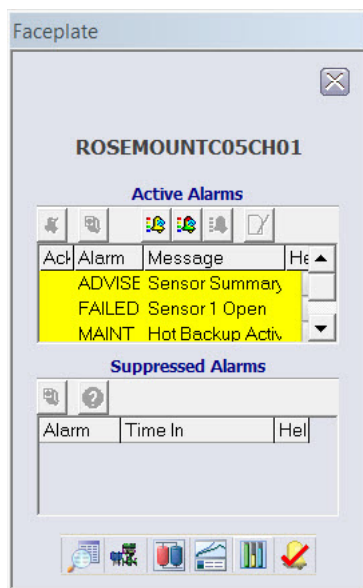 Faceplate
ROSEMOUNTC05CH01
Active Alarms
Ack Alarm Message He
ADVISE Sensor Summary
FAILED Sensor 1 Open
MAINT Hot Backup Activ
Suppressed Alarms
Alarm Time In Hel